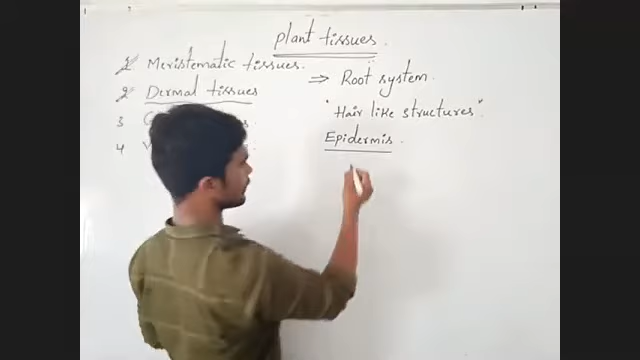 plant tissues.
1 Meristematic tissues.
2 Dermal tissues
3
4
⇒ Root system.
"Hair like structures".
Epidermis.